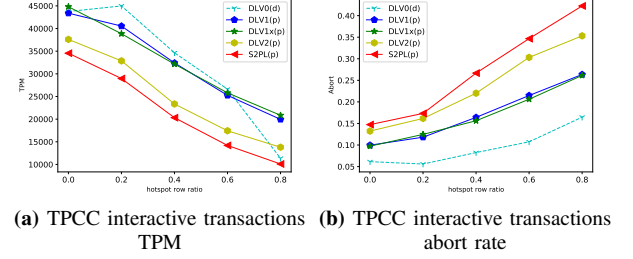 45000
40000
35000
30000
25000
20000
15000
10000
TPM
0.0 0.2 0.4 0.6 0.8
hotspot row ratio
DLV0(d)
DLV1(p)
DLV1x(p)
DLV2(p)
S2PL(p)
0.40
0.35
0.30
0.25
0.20
0.15
0.10
0.05
Abort
0.0 0.2 0.4 0.6 0.8
hotspot row ratio
DLV0(d)
DLV1(p)
DLV1x(p)
DLV2(p)
S2PL(p)
(a) TPCC interactive transactions
TPM
(b) TPCC interactive transactions
abort rate